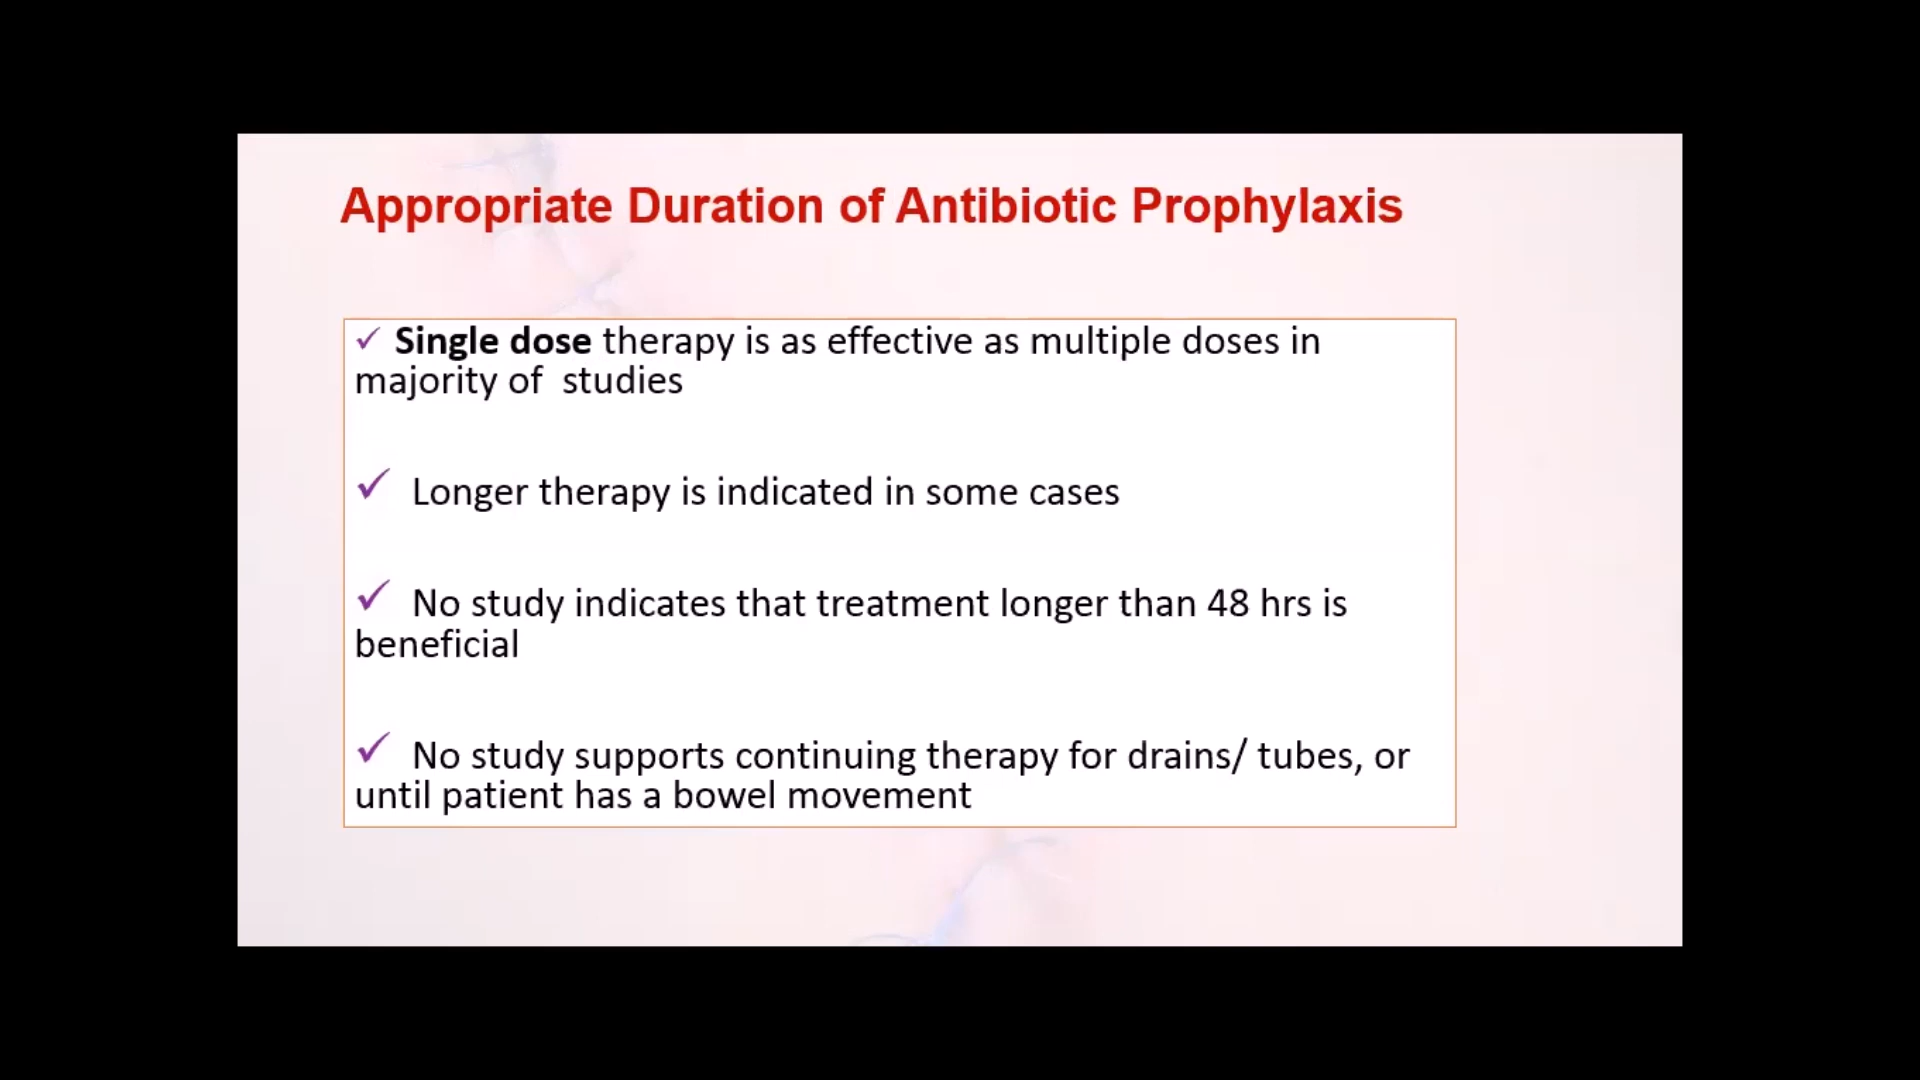 Appropriate Duration of Antibiotic Prophylaxis
✓ Single dose therapy is as effective as multiple doses in
majority of  studies
✓ Longer therapy is indicated in some cases
✓ No study indicates that treatment longer than 48 hrs is
beneficial
✓ No study supports continuing therapy for drains/ tubes, or
until patient has a bowel movement